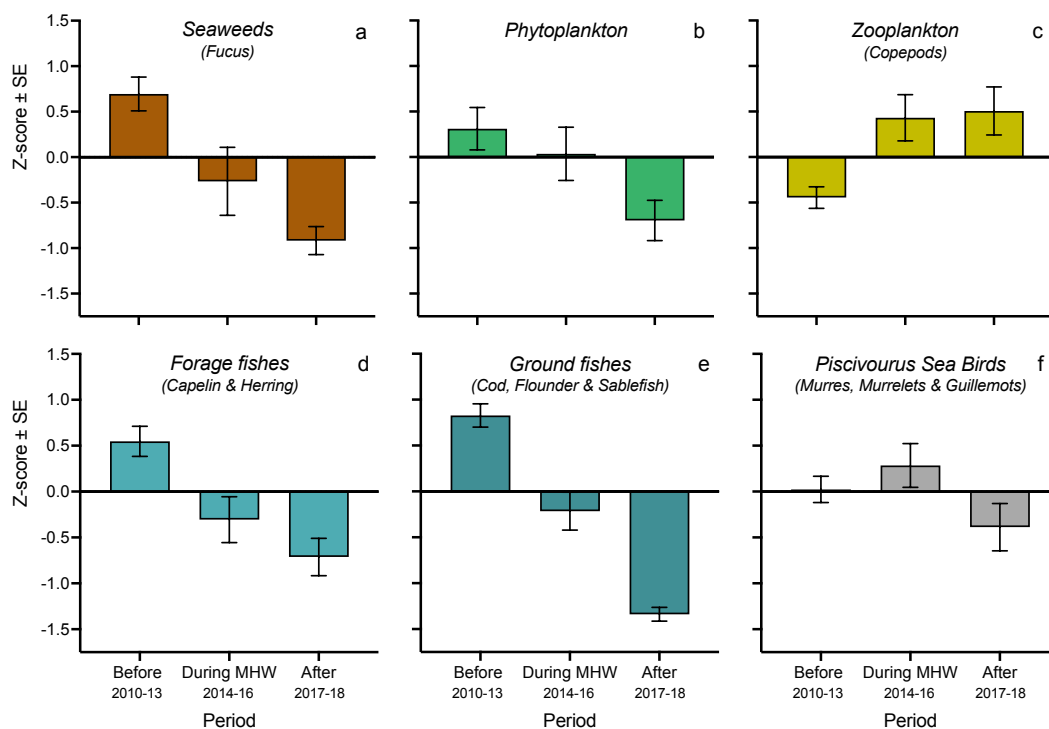 Seaweeds
(Fucus)
a
Phytoplankton
b
Zooplankton
(Copepods)
c
Z-score ± SE
1.5
1.0
0.5
0.0
-0.5
-1.0
-1.5
Forage fishes
(Capelin & Herring)
d
Ground fishes
(Cod, Flounder & Sablefish)
e
Piscivourus Sea Birds
(Murres, Murrelets & Guillemots)
f
Z-score ± SE
1.5
1.0
0.5
0.0
-0.5
-1.0
-1.5
Before During MHW After
2010-13 2014-16 2017-18
Period
Before During MHW After
2010-13 2014-16 2017-18
Period
Before During MHW After
2010-13 2014-16 2017-18
Period